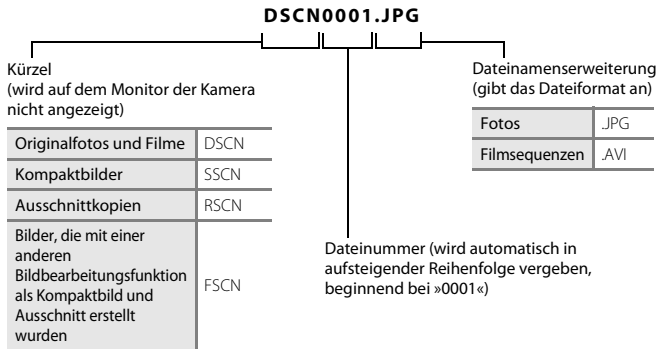 DSCN0001.JPG
Kürzel
(wird auf dem Monitor der Kamera
nicht angezeigt)
Originalfotos und Filme DSCN
Kompaktbilder SSCN
Ausschnittkopien RSCN
Bilder, die mit einer
anderen
Bildbearbeitungsfunktion
als Kompaktbild und
Ausschnitt erstellt
wurden
FSCN
Dateinummer (wird automatisch in
aufsteigender Reihenfolge vergeben,
beginnend bei »0001«)
Dateinamenserweiterung
(gibt das Dateiformat an)
Fotos .JPG
Filmsequenzen .AVI